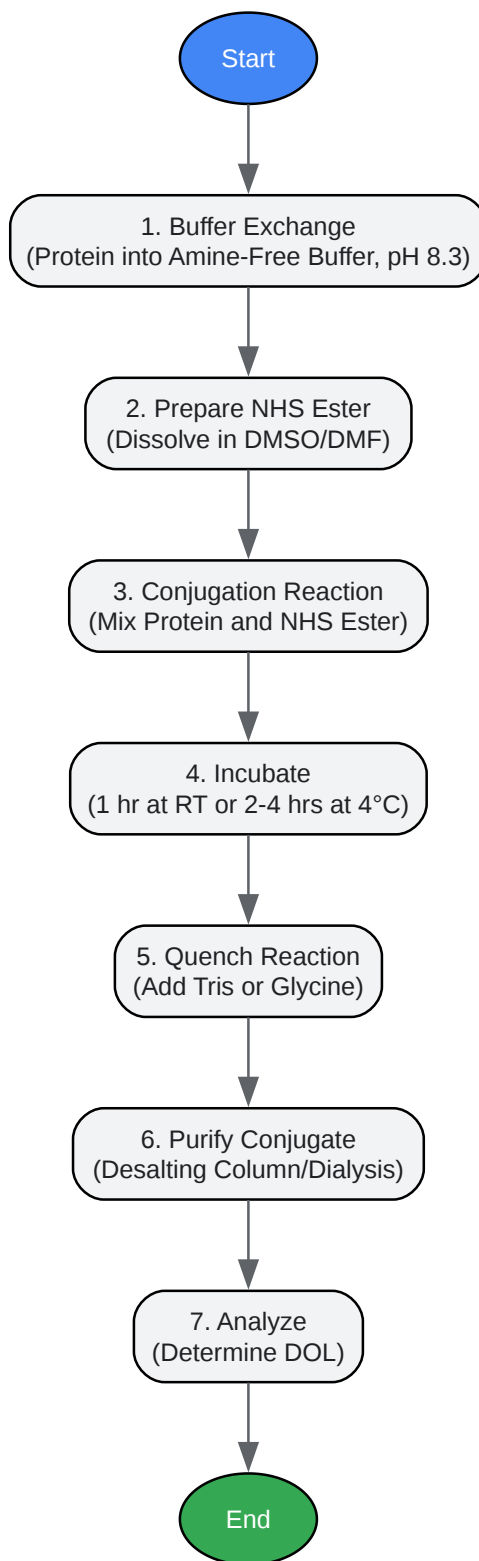 Start
1. Buffer Exchange
(Protein into Amine-Free Buffer, pH 8.3)
2. Prepare NHS Ester
(Dissolve in DMSO/DMF)
3. Conjugation Reaction
(Mix Protein and NHS Ester)
4. Incubate
(1 hr at RT or 2-4 hrs at 4°C)
5. Quench Reaction
(Add Tris or Glycine)
6. Purify Conjugate
(Desalting Column/Dialysis)
7. Analyze
(Determine DOL)
End